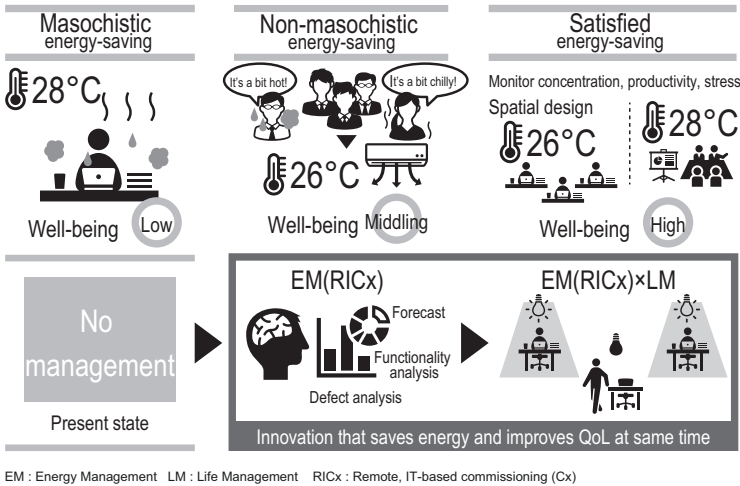 Masochistic
energy-saving
28°C
Well-being Low
Non-masochistic
energy-saving
It's a bit hot!
It's a bit chilly!
26°C
Well-being Middling
Satisfied
energy-saving
Monitor concentration, productivity, stress
Spatial design
26°C
28°C
Well-being High
No
management
Present state
EM(RICx)
Forecast
Functionality
analysis
Defect analysis
EM(RICx)×LM
Innovation that saves energy and improves QoL at same time
EM : Energy Management LM : Life Management RICx : Remote, IT-based commissioning (Cx)